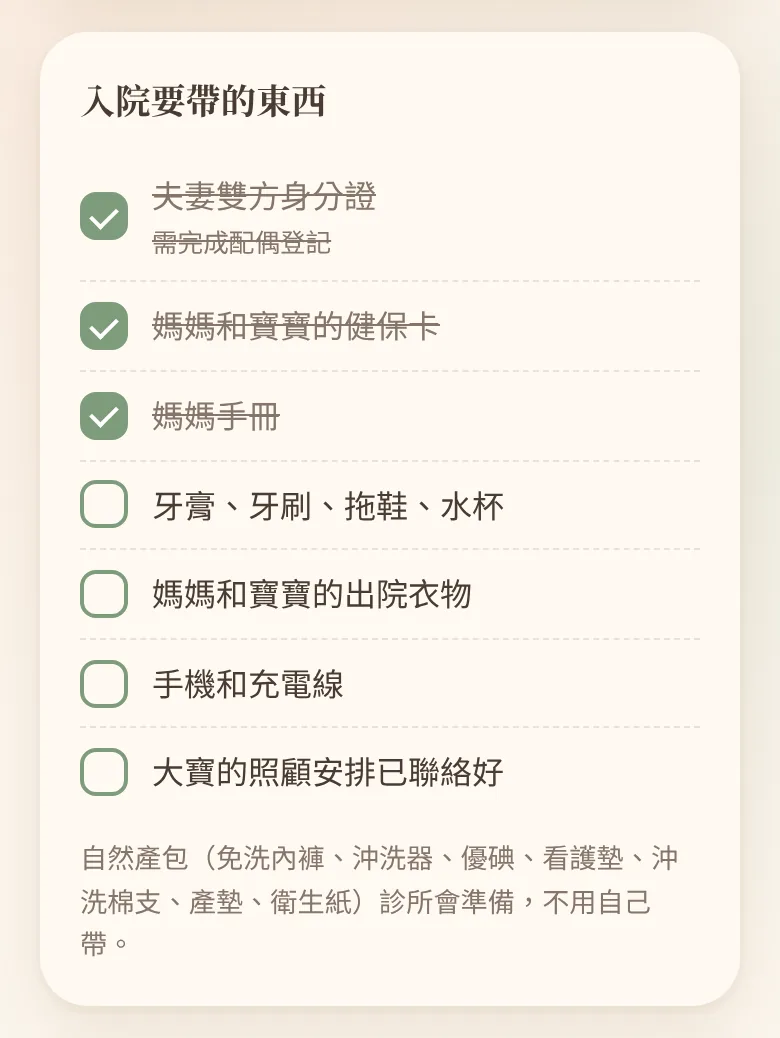 入院要帶的東西
夫妻雙方身分證
需完成配偶登記
媽媽和寶寶的健保卡
媽媽手冊
牙膏、牙刷、拖鞋、水杯
媽媽和寶寶的出院衣物
手機和充電線
大寶的照顧安排已聯絡好
自然產包（免洗內褲、沖洗器、優碘、看護墊、沖
洗棉支、產墊、衛生紙）診所會準備，不用自己
帶。